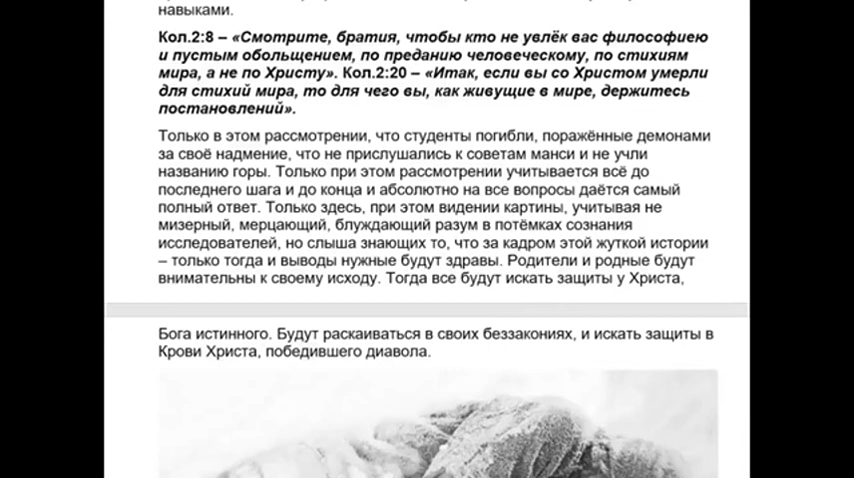 навыками.
Кол.2:8 – «Смотрите, братия, чтобы кто не увлёк вас философиею
и пустым обольщением, по преданию человеческому, по стихиям
мира, а не по Христу». Кол.2:20 – «Итак, если вы со Христом умерли
для стихий мира, то для чего вы, как живущие в мире, держитесь
постановлений».
Только в этом рассмотрении, что студенты погибли, поражённые демонами
за своё надмение, что не прислушались к советам манси и не учли
названию горы. Только при этом рассмотрении учитывается всё до
последнего шага и до конца и абсолютно на все вопросы даётся самый
полный ответ. Только здесь, при этом видении картины, учитывая не
мизерный, мерцающий, блуждающий разум в потёмках сознания
исследователей, но слыша знающих то, что за кадром этой жуткой истории
– только тогда и выводы нужные будут здравы. Родители и родные будут
внимательны к своему исходу. Тогда все будут искать защиты у Христа,
Бога истинного. Будут раскаиваться в своих беззакониях, и искать защиты в
Крови Христа, победившего диавола.